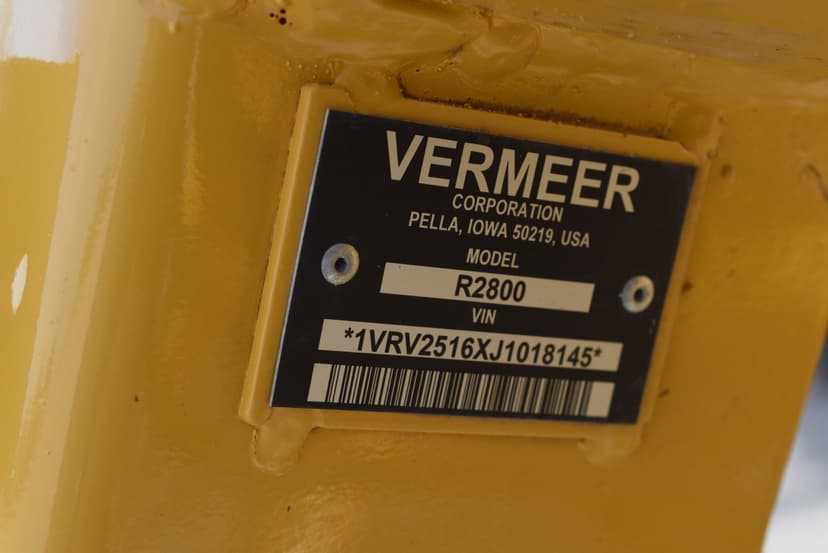 VERMEER
CORPORATION
PELLA, IOWA 50219, USA
MODEL
R2800
VIN
*1VRV2516XJ1018145*